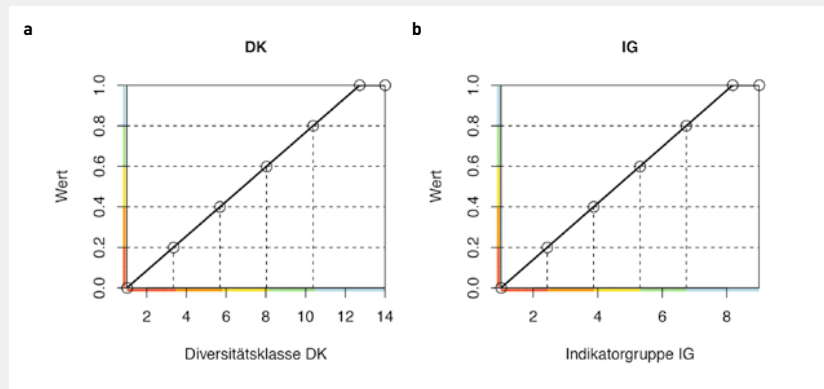 a
DK
Wert
0.0 0.2 0.4 0.6 0.8 1.0
2 4 6 8 10 12 14
Diversitätsklasse DK
b
IG
Wert
0.0 0.2 0.4 0.6 0.8 1.0
2 4 6 8
Indikatorgruppe IG